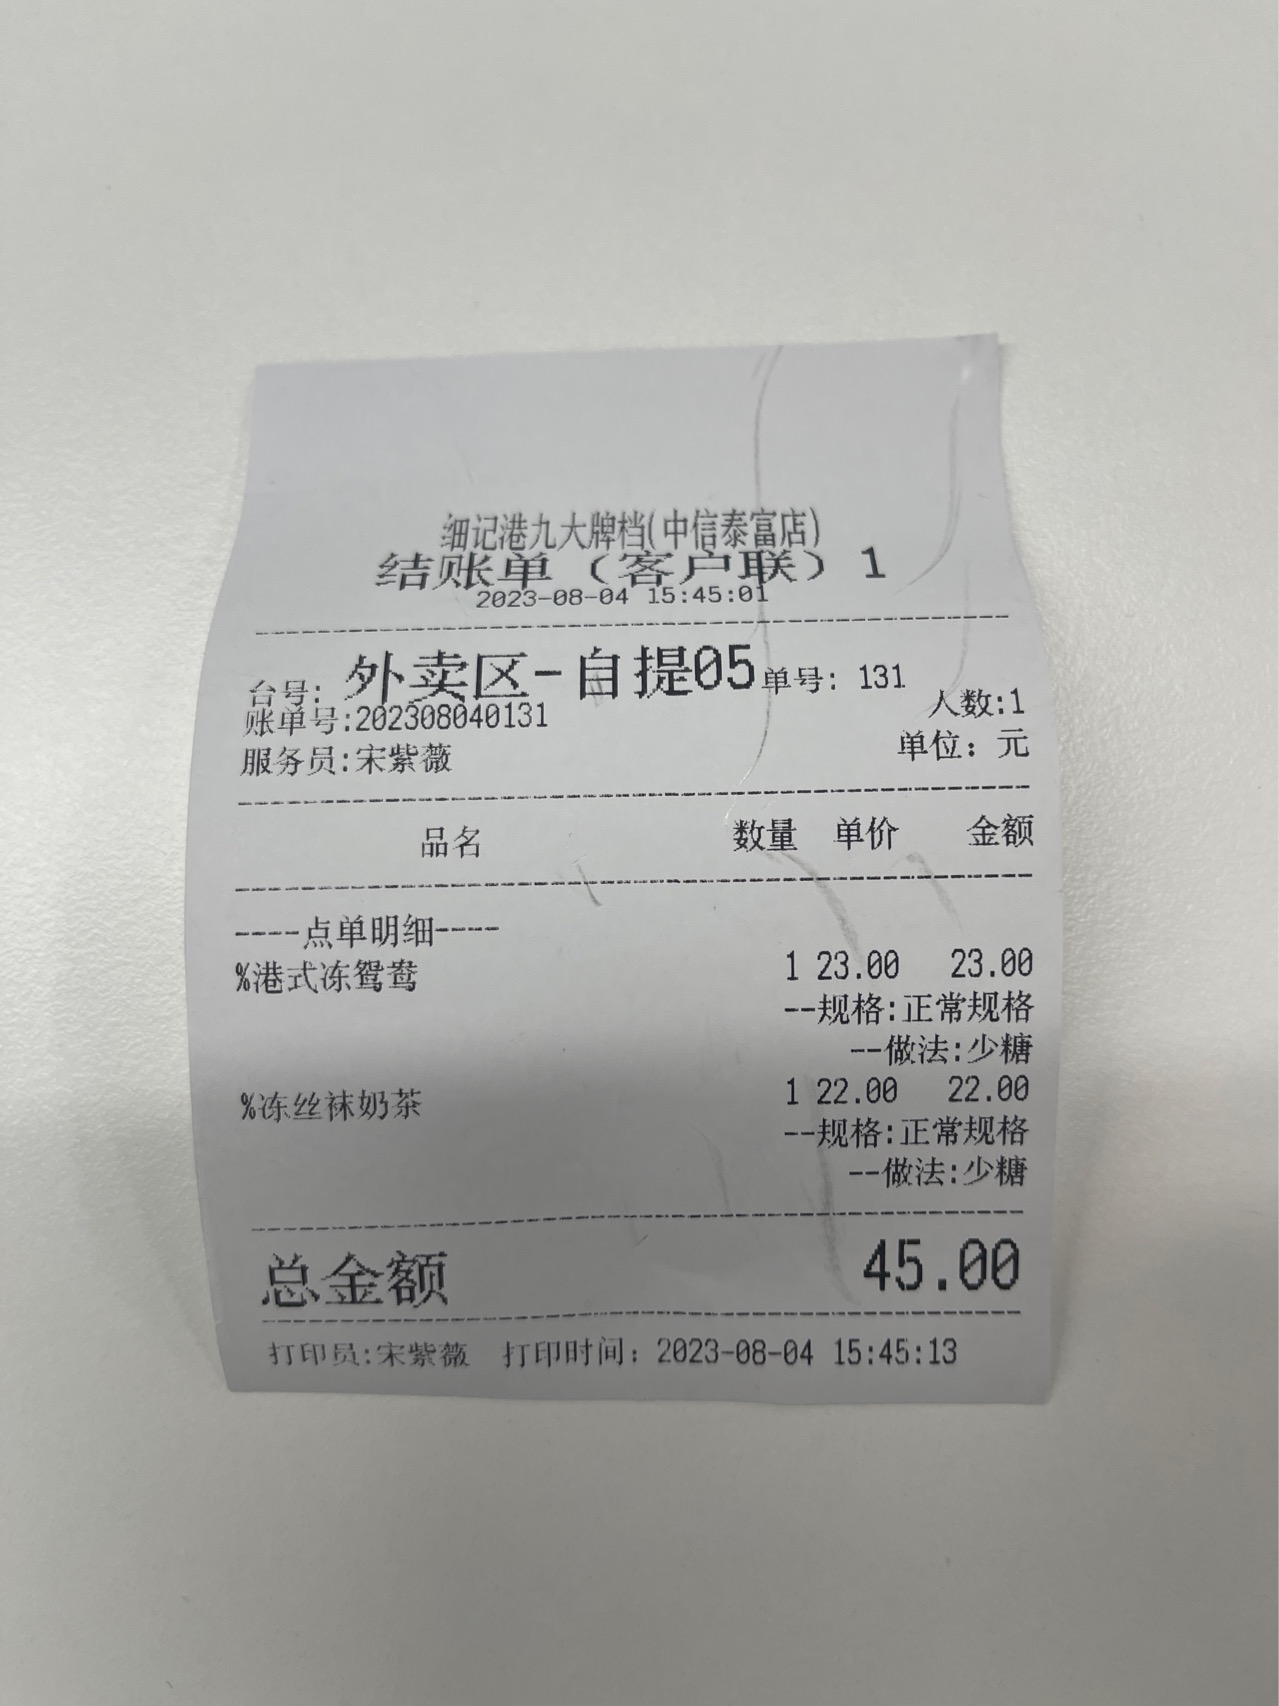 细记港九大牌档(中信泰富店)
结账单（客户联）1
2023-08-04 15:45:01
台号: 外卖区-自提05 单号: 131
账单号:202308040131 人数:1
服务员:宋紫薇 单位：元
品名 数量 单价 金额
----点单明细----
%港式冻鸳鸯 1 23.00 23.00
--规格:正常规格
--做法:少糖
%冻丝袜奶茶 1 22.00 22.00
--规格:正常规格
--做法:少糖
总金额 45.00
打印员:宋紫薇 打印时间：2023-08-04 15:45:13